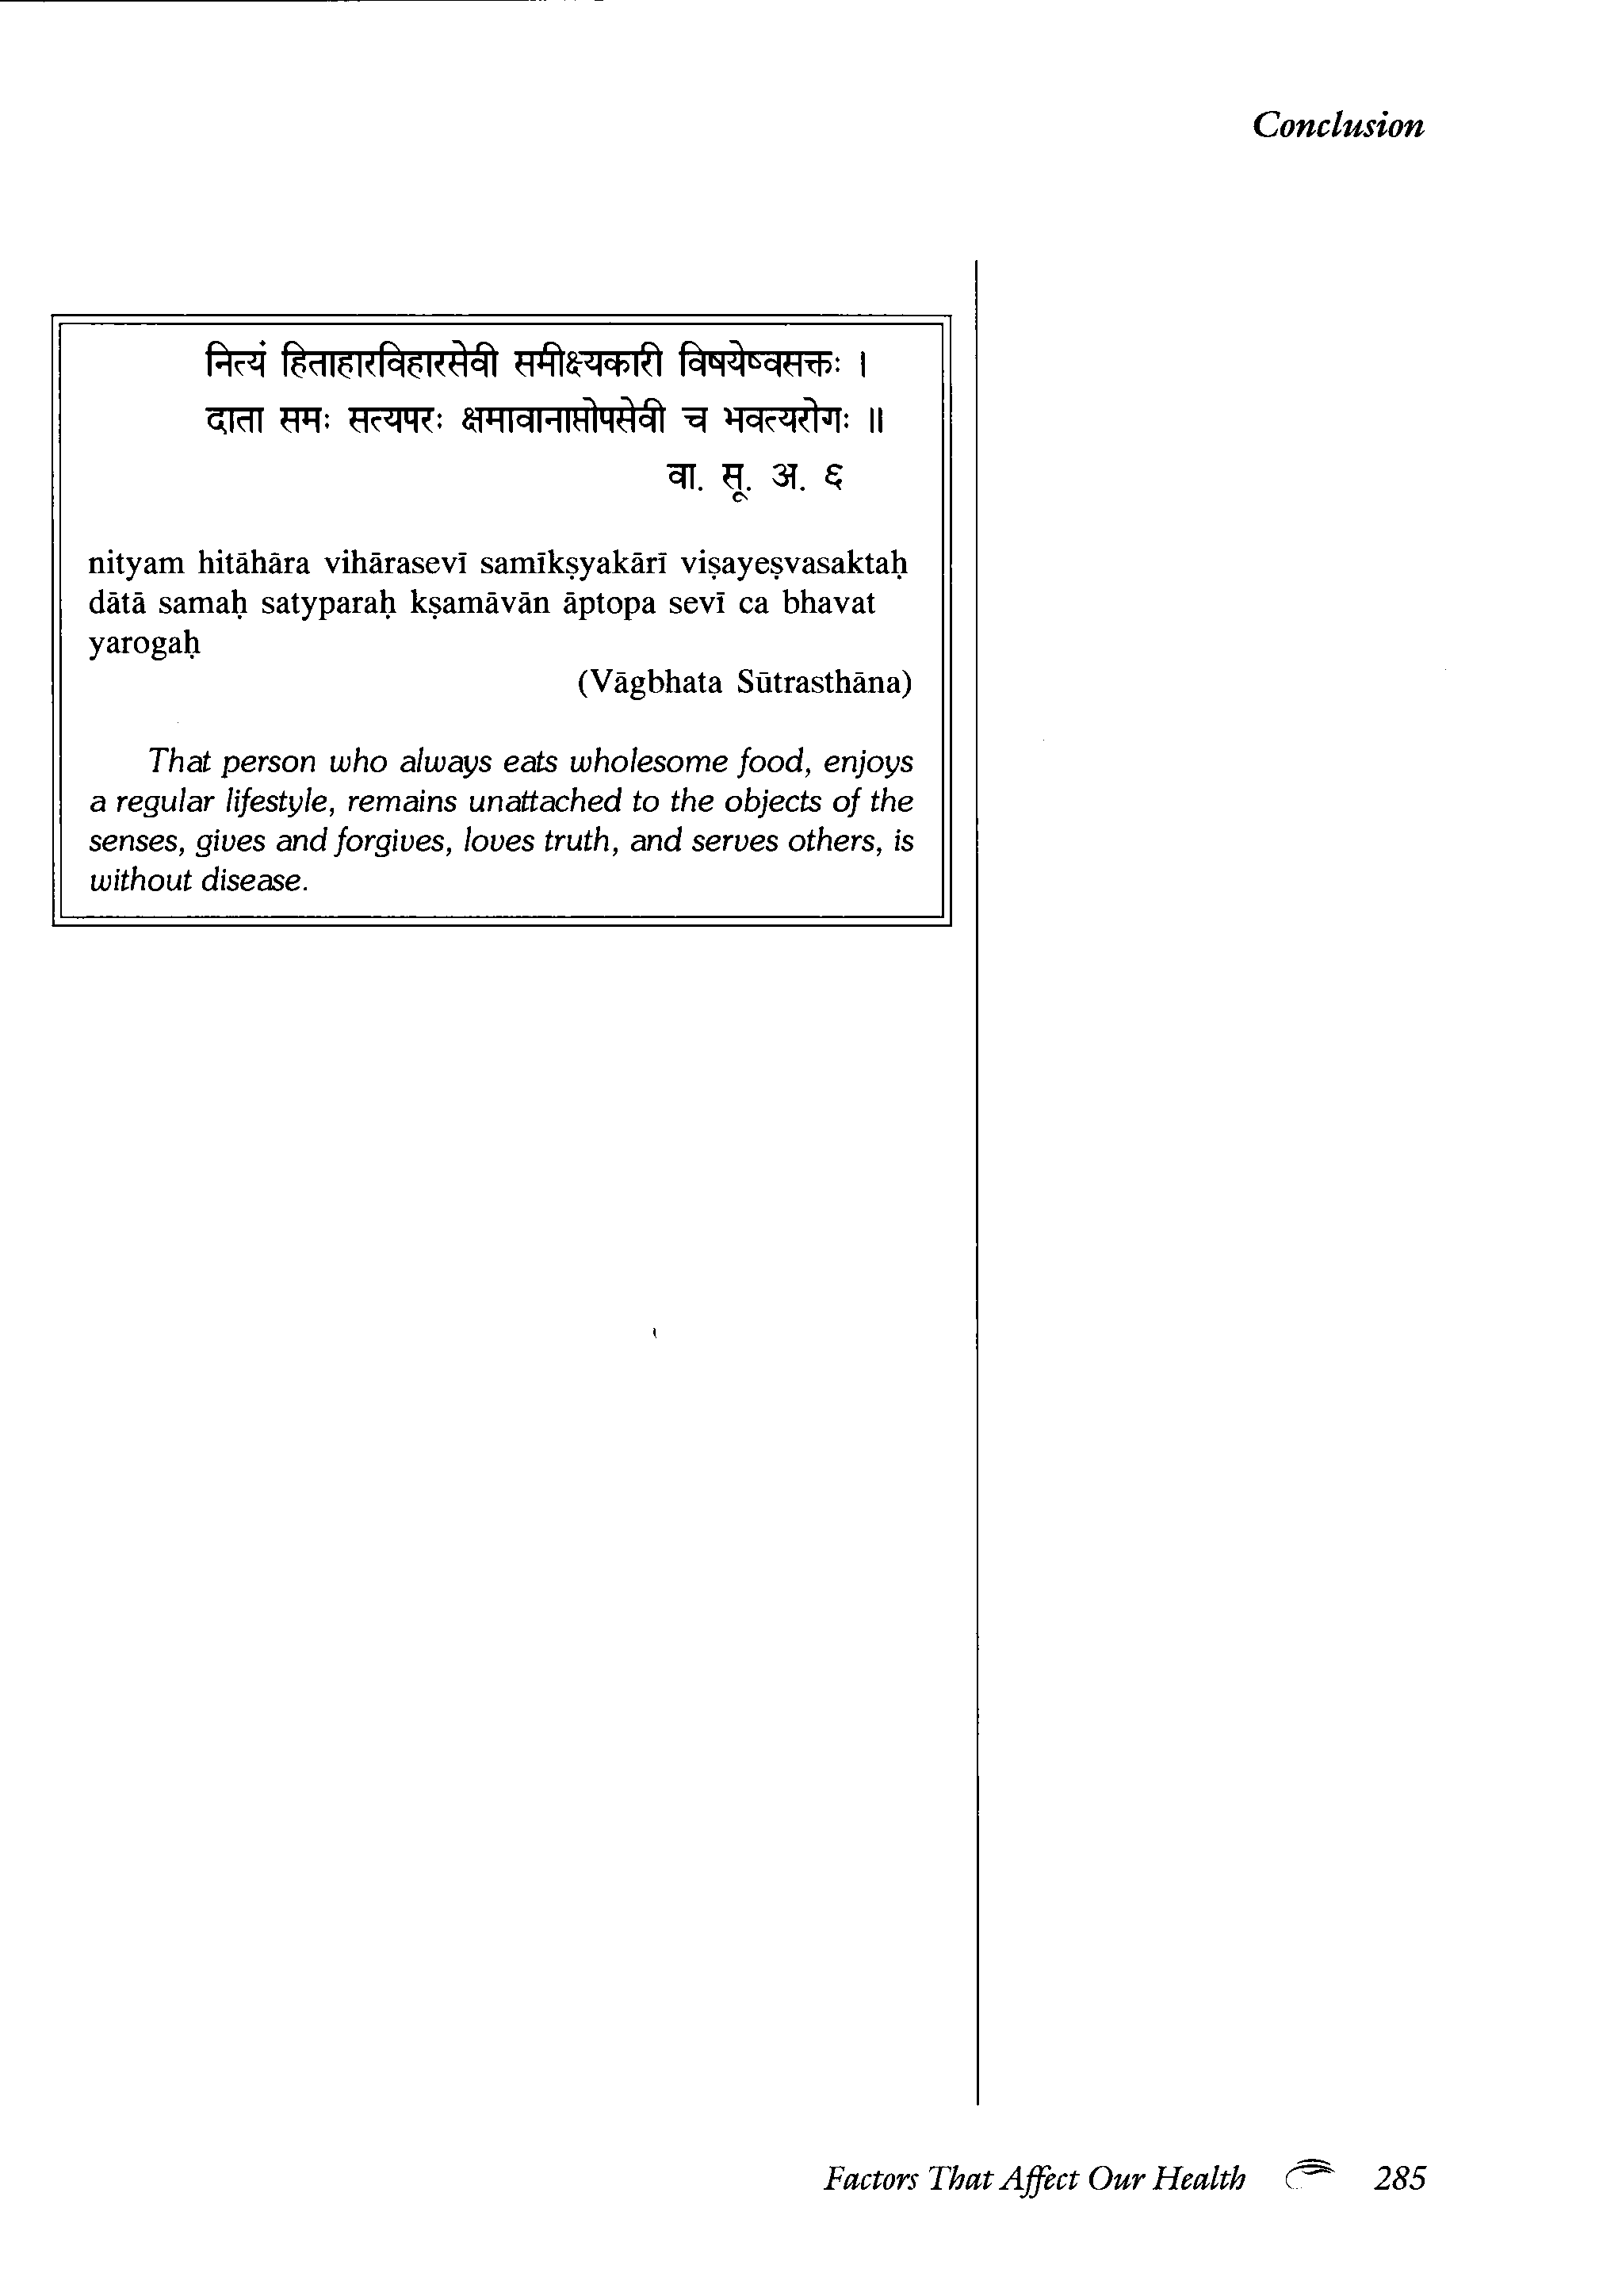 Conclusion
नित्यं हिताहारविहारसेवी समीक्ष्यकारी विषयेष्वसक्तः ।
दाता समः सत्यपरः क्षमावानाप्तोपसेवी च भवत्यरोगः ॥
वा. सू. अ. ६
nityam hitāhāra vihārasevī samīkṣyakārī viṣayeṣvasaktaḥ
dātā samaḥ satyparaḥ kṣamāvān āptopa sevī ca bhavat
yarogaḥ
(Vāgbhata Sūtrasthāna)
That person who always eats wholesome food, enjoys
a regular lifestyle, remains unattached to the objects of the
senses, gives and forgives, loves truth, and serves others, is
without disease.
Factors That Affect Our Health 285